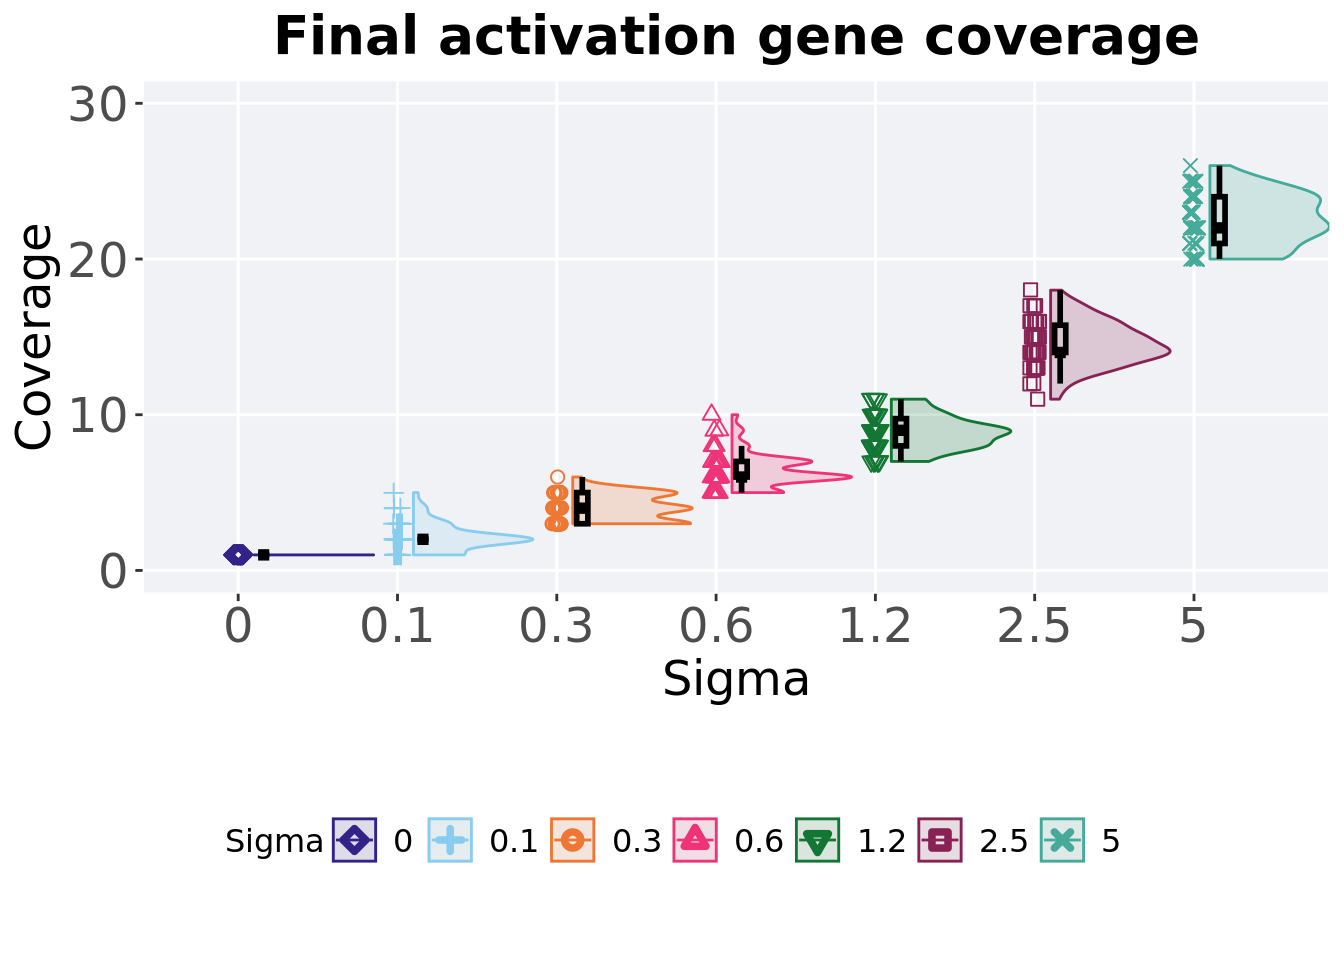 Final activation gene coverage
30
20
10
0
Coverage
0 0.1 0.3 0.6 1.2 2.5 5
Sigma
Sigma 0 0.1 0.3 0.6 1.2 2.5 5